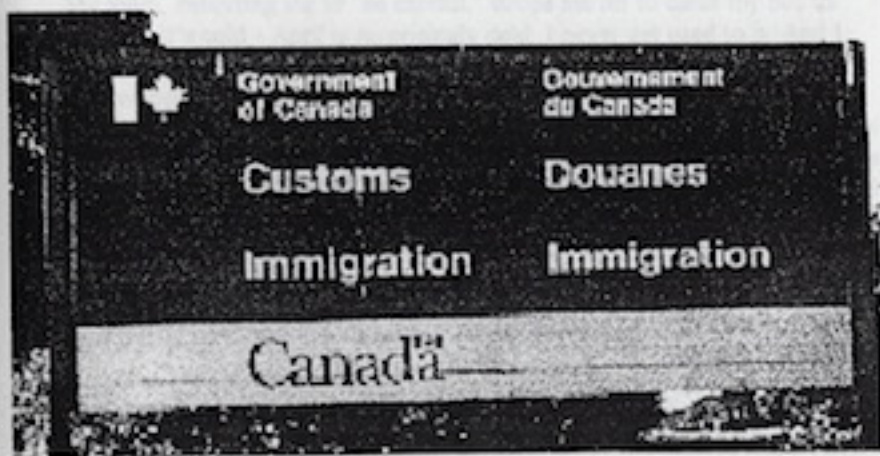 Government
of Canada
Gouvernement
du Canada
Customs
Douanes
Immigration
Immigration
Canada